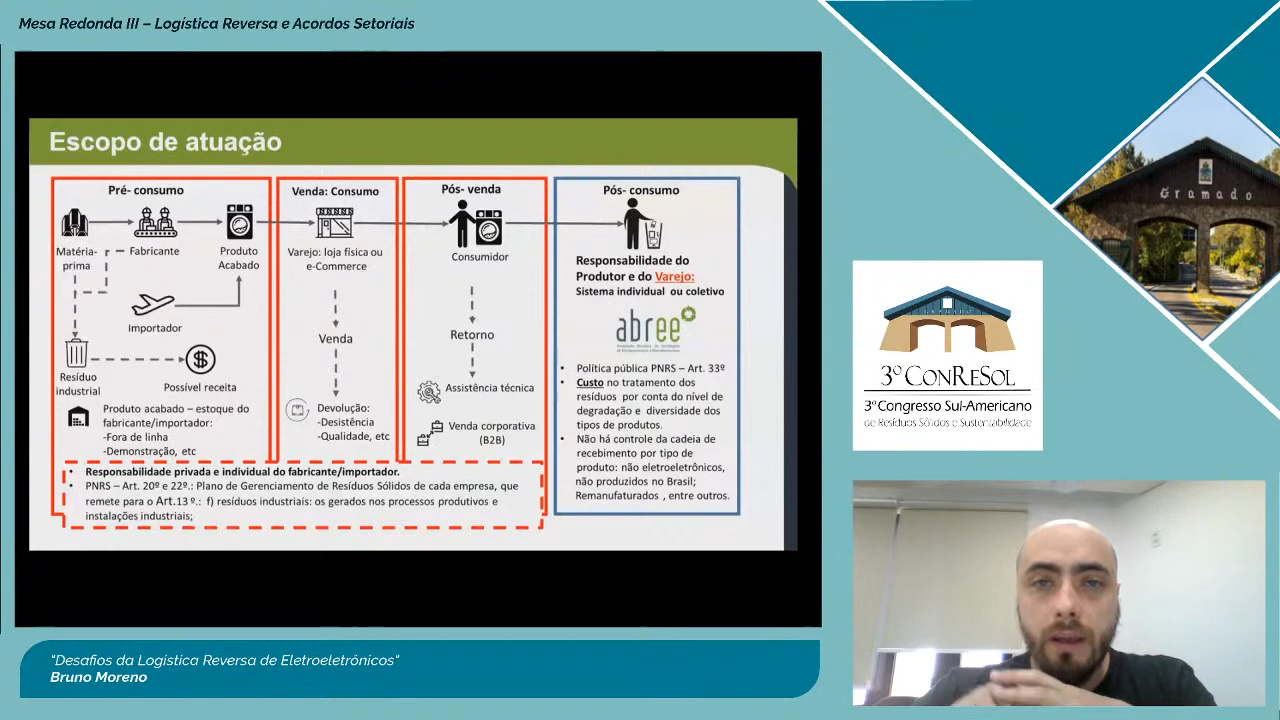 Mesa Redonda III – Logística Reversa e Acordos Setoriais
Escopo de atuação
Pré- consumo
Matéria-
prima
Fabricante
Produto
Acabado
Importador
Resíduo
industrial
Possível receita
Produto acabado – estoque do
fabricante/importador:
-Fora de linha
-Demonstração, etc
Venda: Consumo
Varejo: loja física ou
e-Commerce
Venda
Devolução:
-Desistência
-Qualidade, etc
Pós- venda
Consumidor
Retorno
Assistência técnica
Venda corporativa
(B2B)
• Responsabilidade privada e individual do fabricante/importador.
• PNRS – Art. 20º e 22º.: Plano de Gerenciamento de Resíduos Sólidos de cada empresa, que
remete para o Art.13 º.: f) resíduos industriais: os gerados nos processos produtivos e
instalações industriais;
Pós- consumo
Responsabilidade do
Produtor e do Varejo:
Sistema individual ou coletivo
abree
• Política pública PNRS – Art. 33º
• Custo no tratamento dos
resíduos por conta do nível de
degradação e diversidade dos
tipos de produtos.
• Não há controle da cadeia de
recebimento por tipo de
produto: não eletroeletrônicos,
não produzidos no Brasil;
Remanufaturados , entre outros.
Gramado
GRAMADO
3º CONRESOL
3º Congresso Sul-Americano
de Resíduos Sólidos e Sustentabilidade
"Desafios da Logística Reversa de Eletroeletrônicos"
Bruno Moreno